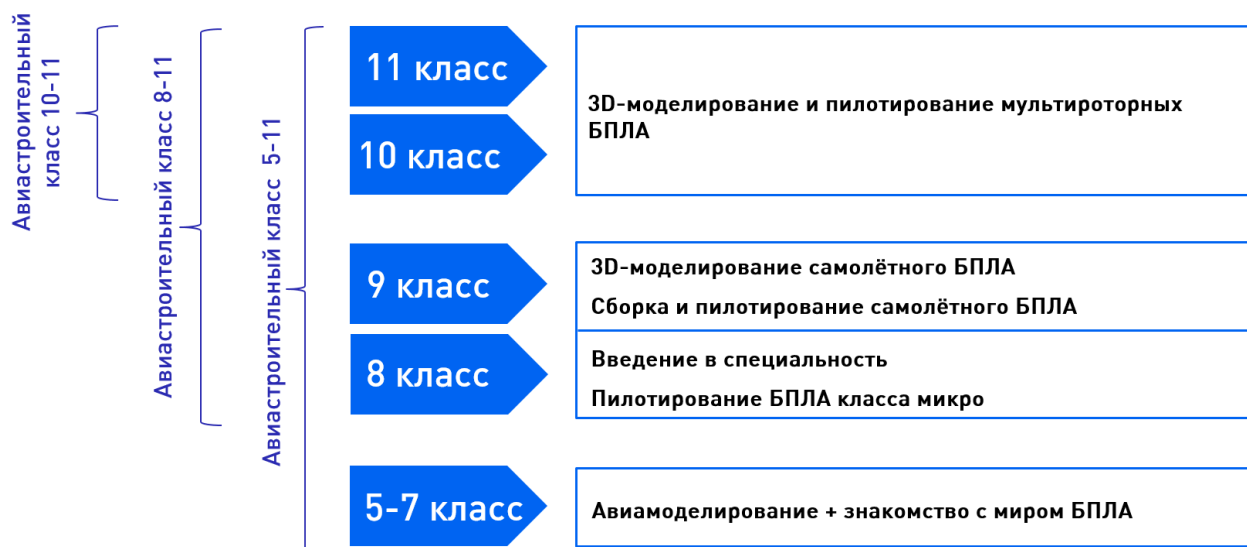 Авиастроительный
класс 10-11
Авиастроительный класс 8-11
Авиастроительный класс 5-11
11 класс
10 класс
3D-моделирование и пилотирование мультироторных
БПЛА
9 класс
3D-моделирование самолётного БПЛА
Сборка и пилотирование самолётного БПЛА
8 класс
Введение в специальность
Пилотирование БПЛА класса микро
5-7 класс
Авиамоделирование + знакомство с миром БПЛА